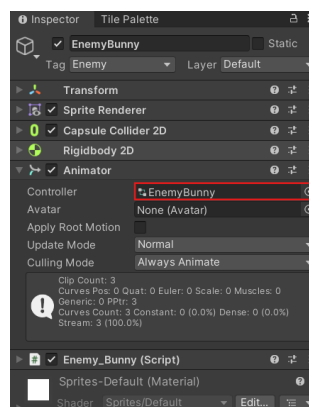 Inspector Tile Palette
EnemyBunny Static
Tag Enemy Layer Default
Transform
Sprite Renderer
Capsule Collider 2D
Rigidbody 2D
Animator
Controller EnemyBunny
Avatar None (Avatar)
Apply Root Motion
Update Mode Normal
Culling Mode Always Animate
Clip Count: 3
Curves Pos: 0 Quat: 0 Euler: 0 Scale: 0 Muscles: 0
Generic: 0 PPtr: 3
Curves Count: 3 Constant: 0 (0.0%) Dense: 0 (0.0%)
Stream: 3 (100.0%)
Enemy_Bunny (Script)
Sprites-Default (Material)
Shader Sprites/Default Edit...